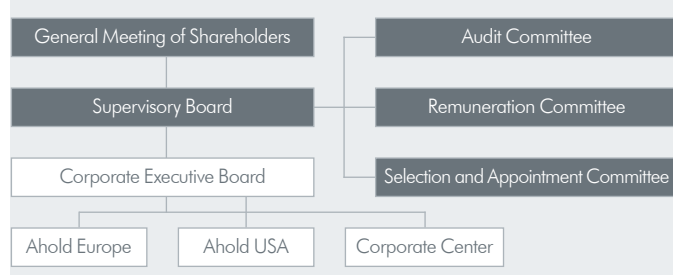 General Meeting of Shareholders
Audit Committee
Supervisory Board
Remuneration Committee
Corporate Executive Board
Selection and Appointment Committee
Ahold Europe
Ahold USA
Corporate Center